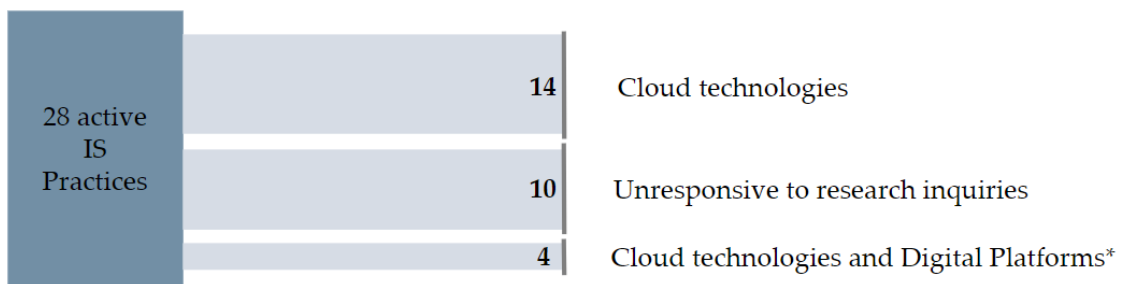 28 active
IS
Practices
14
Cloud technologies
10
Unresponsive to research inquiries
4
Cloud technologies and Digital Platforms*